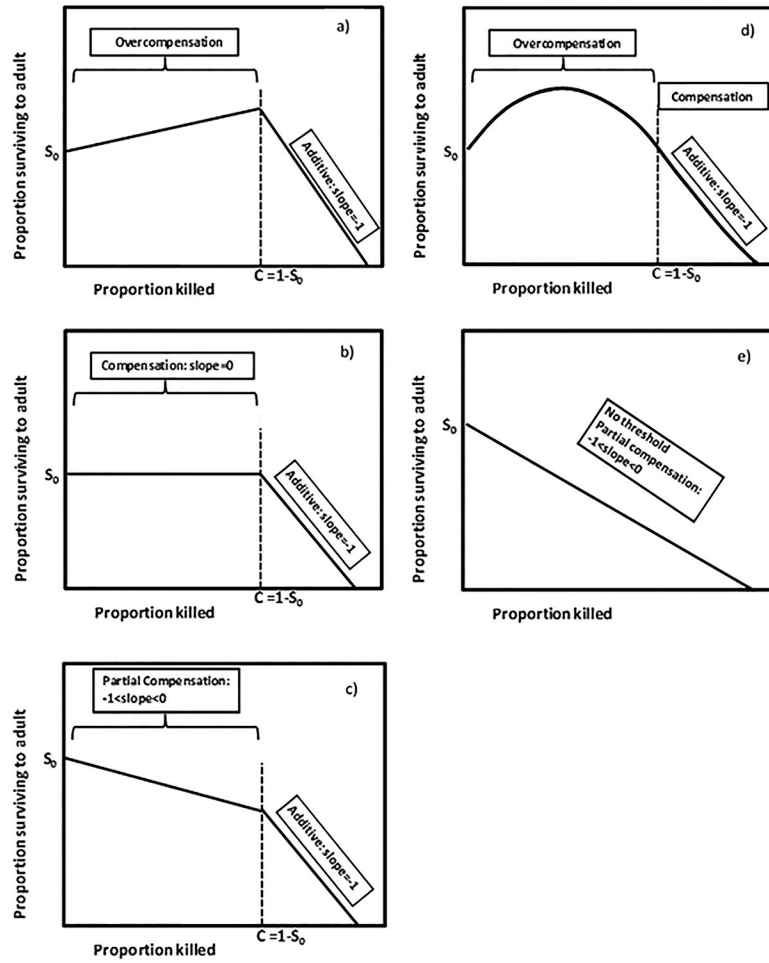 a)
Overcompensation
Proportion surviving to adult
S₀
Additive: slope=-1
C =1-S₀
Proportion killed
d)
Overcompensation
Compensation
Proportion surviving to adult
S₀
Additive: slope=-1
C =1-S₀
Proportion killed
b)
Compensation: slope=0
Proportion surviving to adult
S₀
Additive: slope=-1
C =1-S₀
Proportion killed
e)
Proportion surviving to adult
S₀
No threshold
Partial compensation:
-1<slope<0
Proportion killed
c)
Partial Compensation:
-1<slope<0
Proportion surviving to adult
S₀
Additive: slope=-1
C =1-S₀
Proportion killed